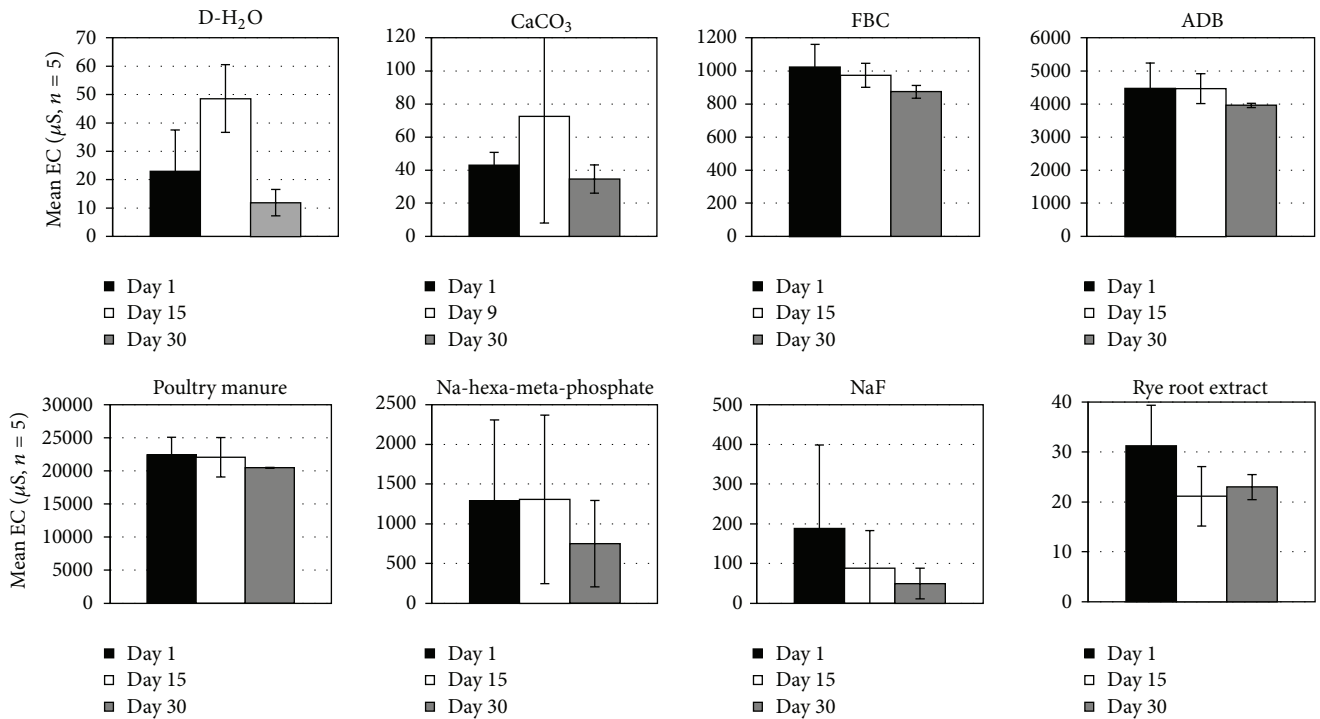 D-H₂O
Mean EC (μS, n = 5)
70
60
50
40
30
20
10
0
■ Day 1
□ Day 15
■ Day 30
CaCO₃
120
100
80
60
40
20
0
■ Day 1
□ Day 9
■ Day 30
FBC
1200
1000
800
600
400
200
0
■ Day 1
□ Day 15
■ Day 30
ADB
6000
5000
4000
3000
2000
1000
0
■ Day 1
□ Day 15
■ Day 30
Poultry manure
Mean EC (μS, n = 5)
30000
25000
20000
15000
10000
5000
0
■ Day 1
□ Day 15
■ Day 30
Na-hexa-meta-phosphate
2500
2000
1500
1000
500
0
■ Day 1
□ Day 15
■ Day 30
NaF
500
400
300
200
100
0
■ Day 1
□ Day 15
■ Day 30
Rye root extract
40
30
20
10
0
■ Day 1
□ Day 15
■ Day 30